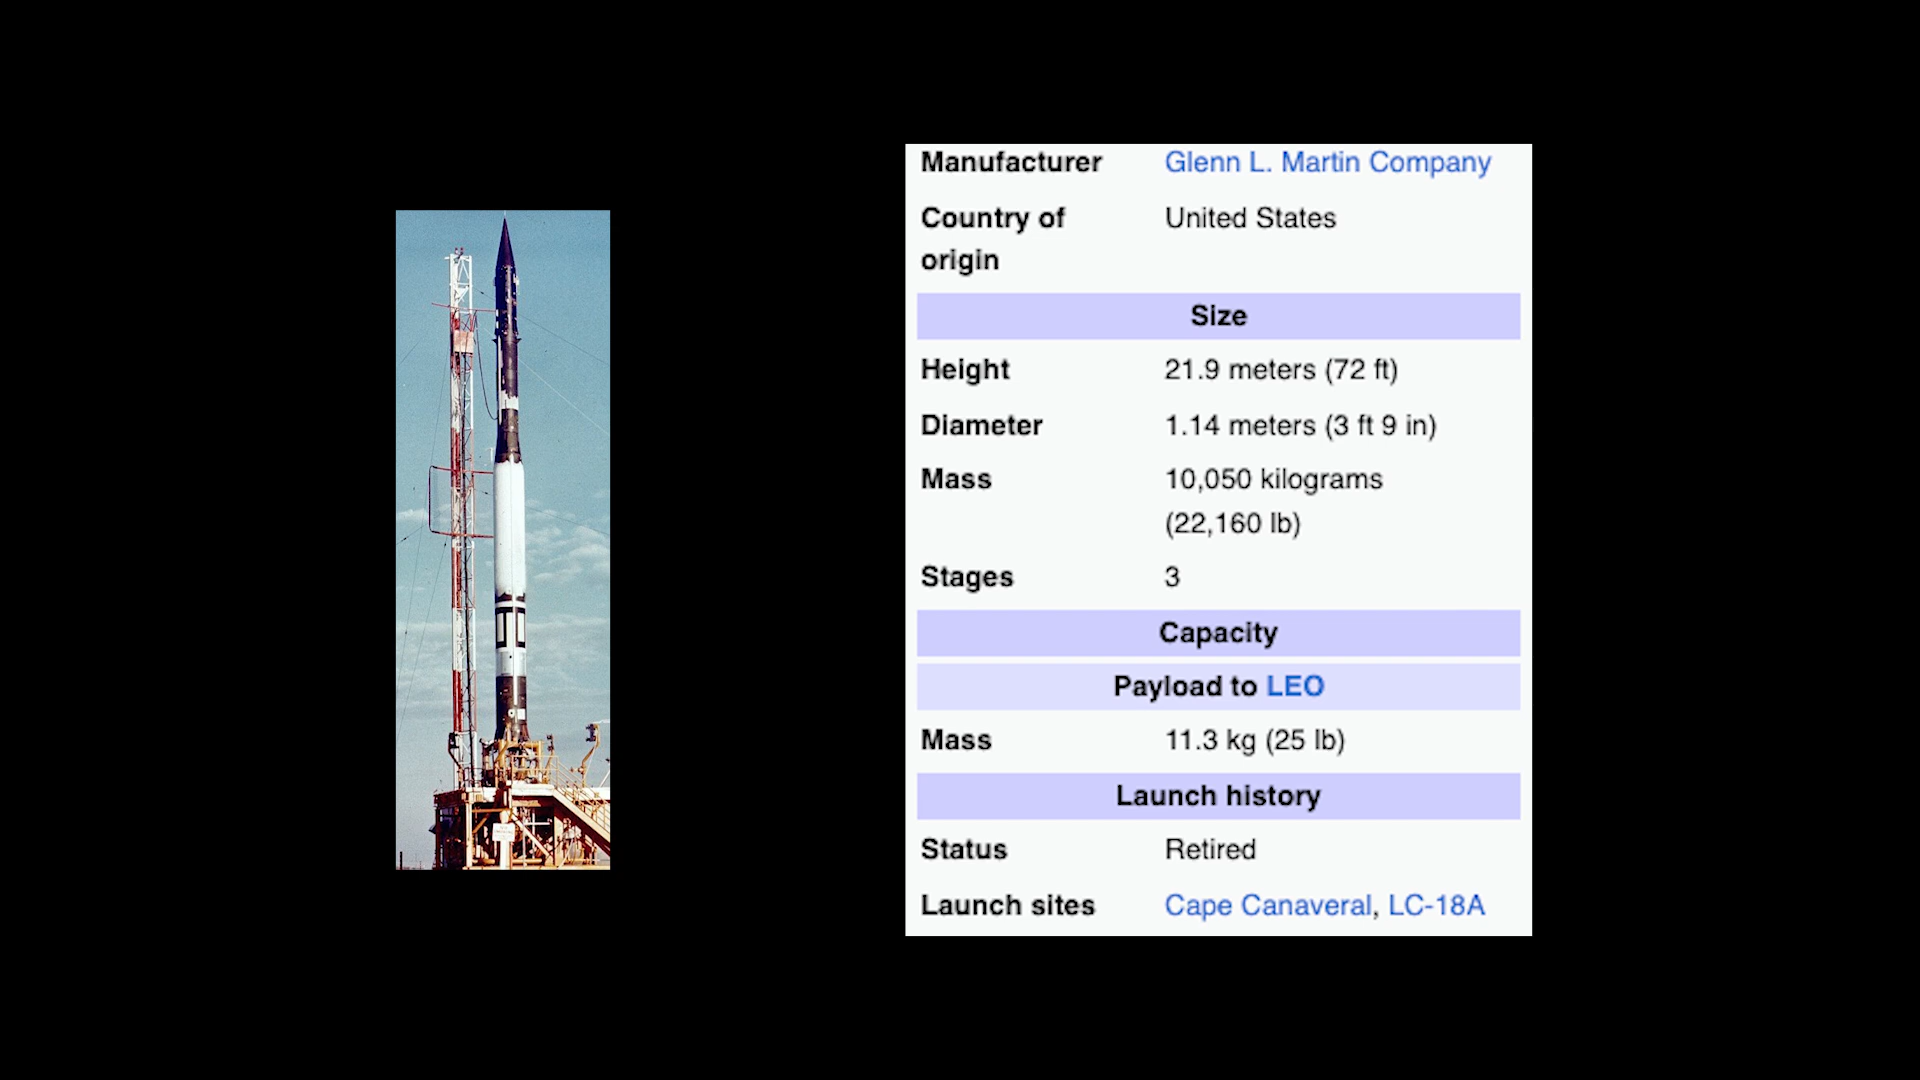 Manufacturer Glenn L. Martin Company
Country of United States
origin
Size
Height 21.9 meters (72 ft)
Diameter 1.14 meters (3 ft 9 in)
Mass 10,050 kilograms
(22,160 lb)
Stages 3
Capacity
Payload to LEO
Mass 11.3 kg (25 lb)
Launch history
Status Retired
Launch sites Cape Canaveral, LC-18A